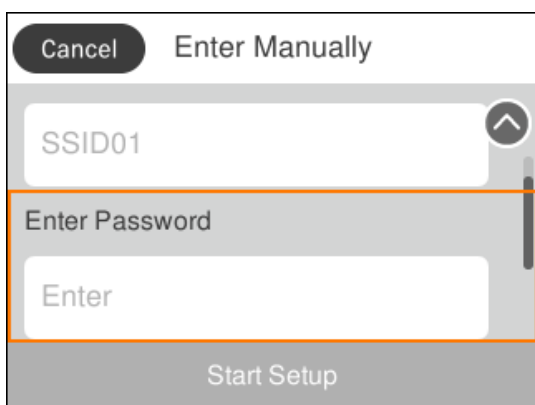 Cancel Enter Manually
SSID01
Enter Password
Enter
Start Setup